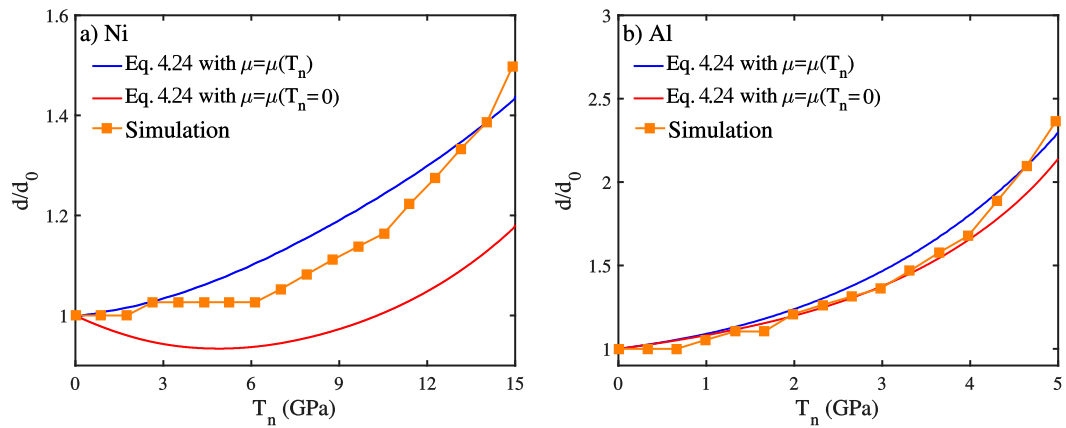 a) Ni
Eq. 4.24 with μ=μ(Tn)
Eq. 4.24 with μ=μ(Tn=0)
Simulation
1.6
1.4
1.2
1
d/d0
0
3
6
9
12
15
Tn (GPa)
b) Al
Eq. 4.24 with μ=μ(Tn)
Eq. 4.24 with μ=μ(Tn=0)
Simulation
3
2.5
2
1.5
1
d/d0
0
1
2
3
4
5
Tn (GPa)